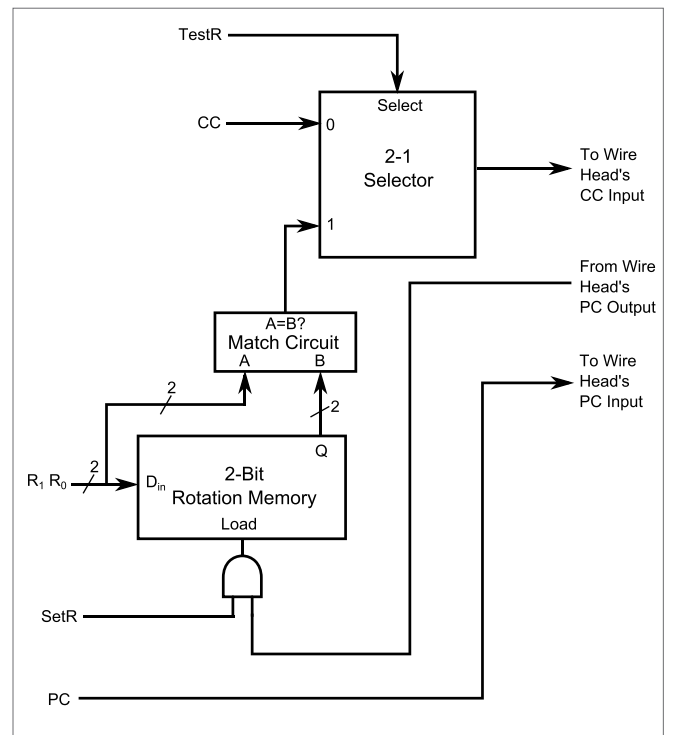 TestR
Select
CC
0
2-1
Selector
To Wire
Head's
CC Input
1
From Wire
Head's
PC Output
A=B?
Match Circuit
A B
To Wire
Head's
PC Input
2
2
Q
R1 R0
2
Din
2-Bit
Rotation Memory
Load
SetR
PC